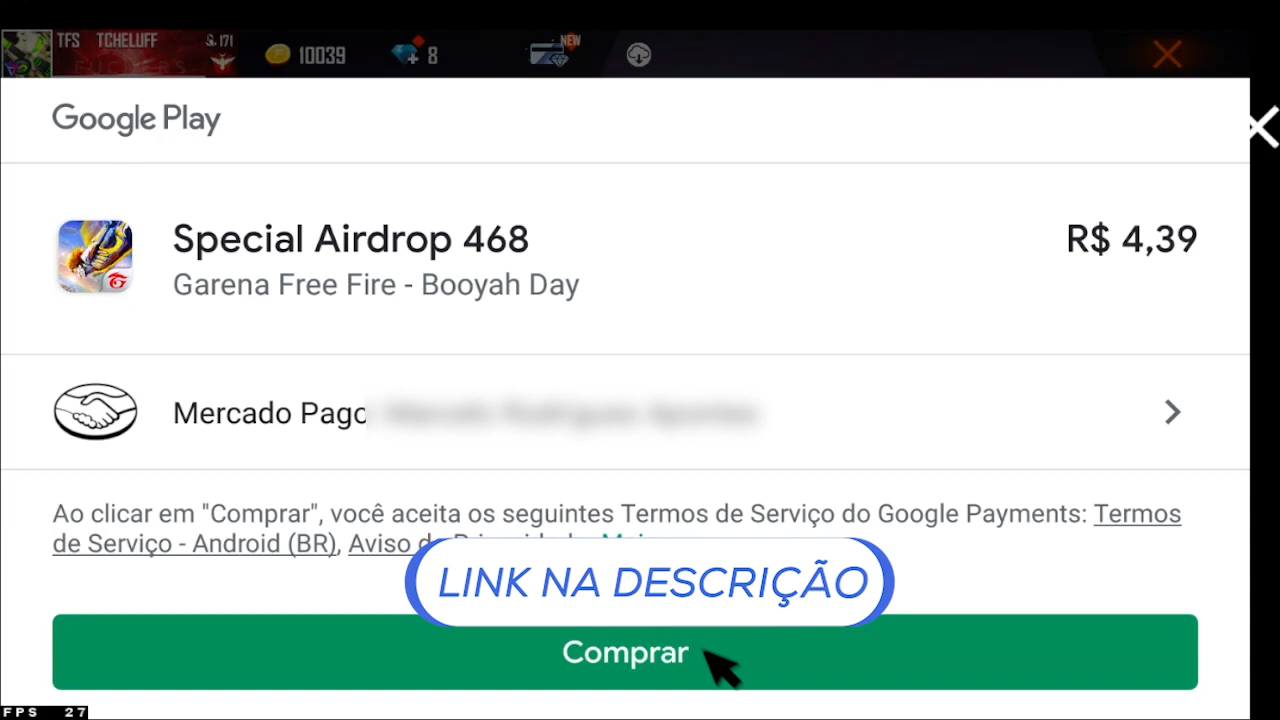 TFS TCHELUFF 171
10039
8
NEW
Google Play
Special Airdrop 468
R$ 4,39
Garena Free Fire - Booyah Day
Mercado Pago
Ao clicar em "Comprar", você aceita os seguintes Termos de Serviço do Google Payments: Termos
de Serviço - Android (BR), Aviso
LINK NA DESCRIÇÃO
Comprar
FPS 27